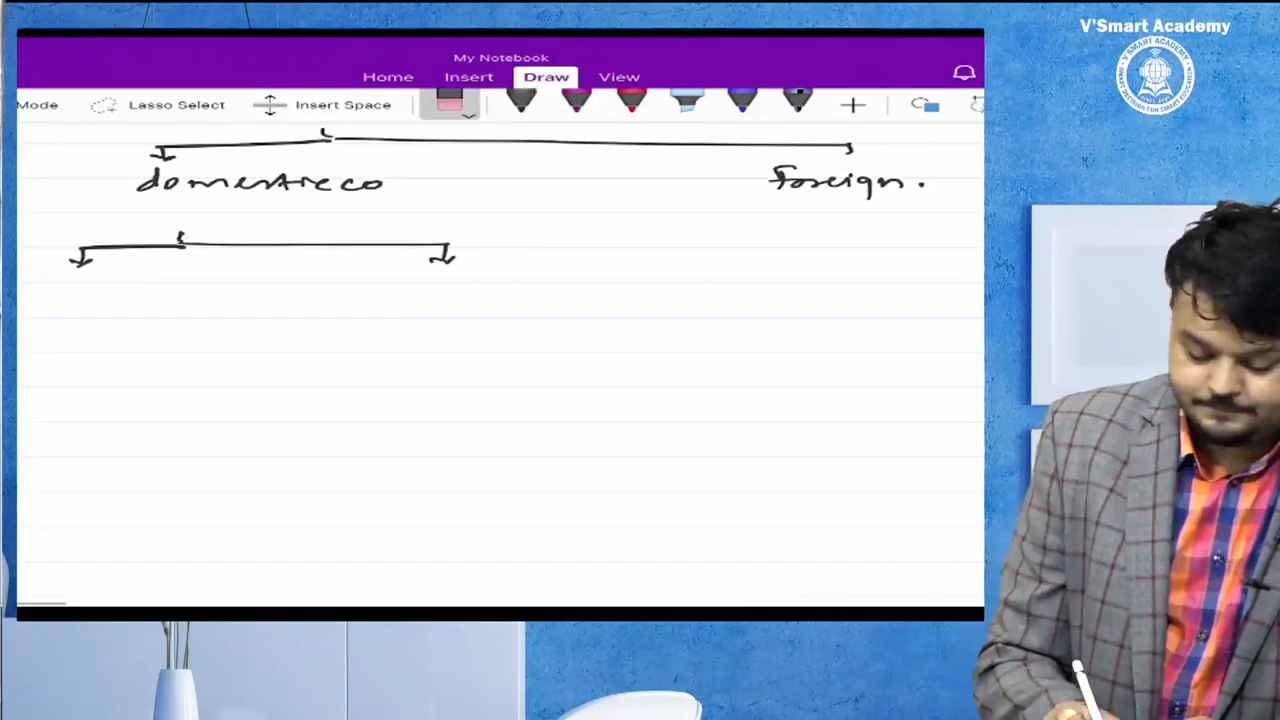 V'Smart Academy
My Notebook
Home Insert Draw View
Mode Lasso Select Insert Space
domestic co foreign.